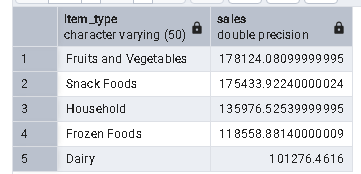 Item_type
character varying (50)
sales
double precision
1 Fruits and Vegetables 178124.08099999995
2 Snack Foods 175433.92240000024
3 Household 135976.52539999995
4 Frozen Foods 118558.88140000009
5 Dairy 101276.4616